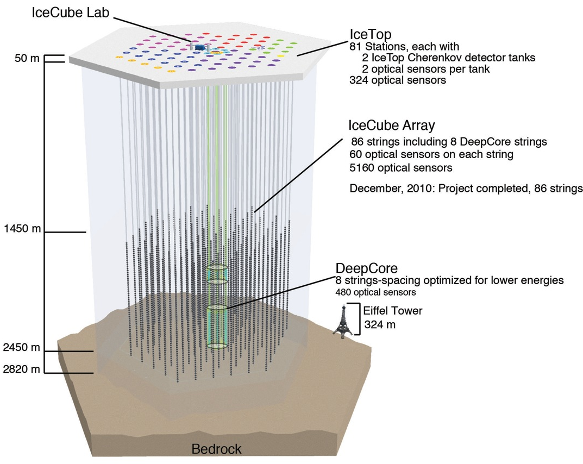 IceCube Lab
IceTop
81 Stations, each with
2 IceTop Cherenkov detector tanks
2 optical sensors per tank
324 optical sensors
50 m
IceCube Array
86 strings including 8 DeepCore strings
60 optical sensors on each string
5160 optical sensors
December, 2010: Project completed, 86 strings
1450 m
DeepCore
8 strings-spacing optimized for lower energies
480 optical sensors
Eiffel Tower
324 m
2450 m
2820 m
Bedrock